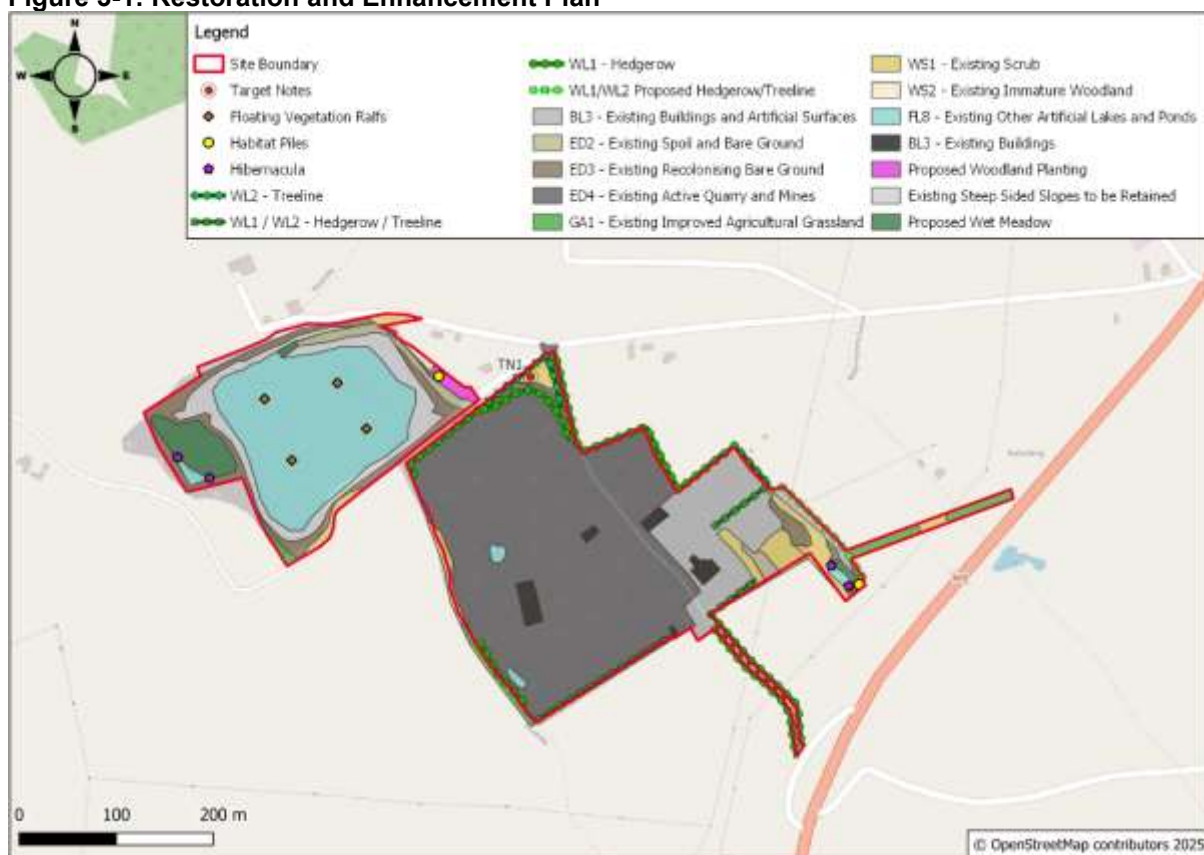 Figure 5-1: Restoration and Enhancement Plan
N
W
E
S
Legend
Site Boundary
Target Notes
Floating Vegetation Rafts
Habitat Piles
Hibernacula
WL2 - Treeline
WL1 / WL2 - Hedgerow / Treeline
WL1 - Hedgerow
WL1/WL2 Proposed Hedgerow/Treeline
BL3 - Existing Buildings and Artificial Surfaces
ED2 - Existing Spoil and Bare Ground
ED3 - Existing Recolonising Bare Ground
ED4 - Existing Active Quarry and Mines
GA1 - Existing Improved Agricultural Grassland
WS1 - Existing Scrub
WS2 - Existing Immature Woodland
FL8 - Existing Other Artificial Lakes and Ponds
BL3 - Existing Buildings
Proposed Woodland Planting
Existing Steep Sided Slopes to be Retained
Proposed Wet Meadow
TN1
0 100 200 m
© OpenStreetMap contributors 2025